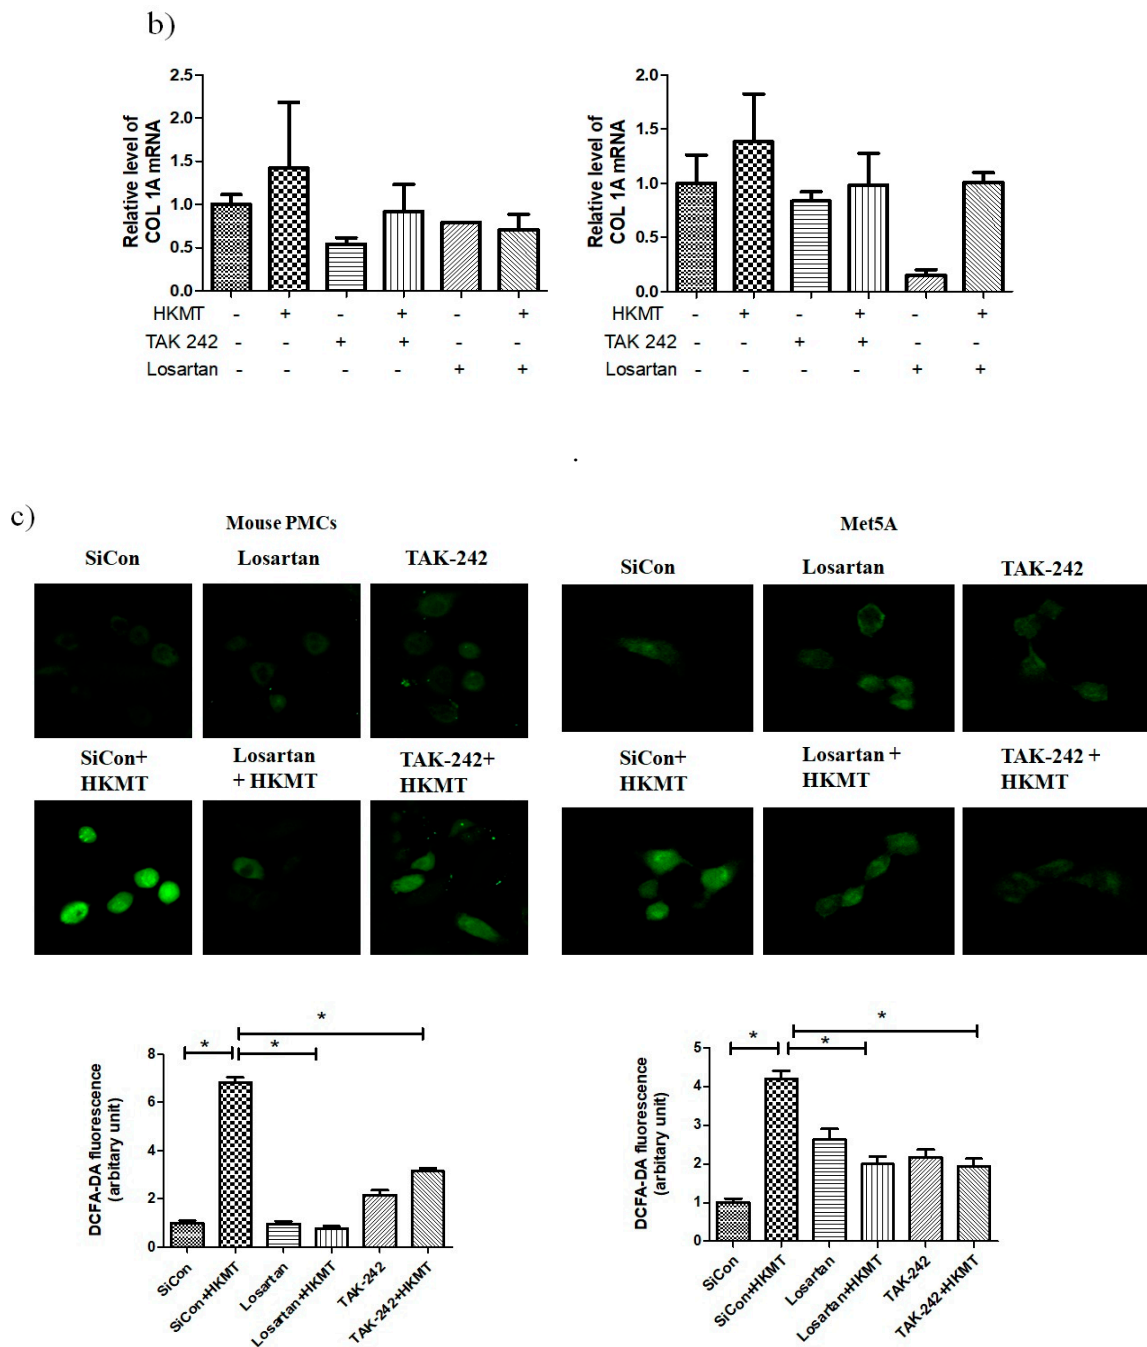 b)
Relative level of
COL 1A mRNA
2.5
2.0
1.5
1.0
0.5
0.0
HKMT - + - + - +
TAK 242 - - + + - -
Losartan - - - - + +
Relative level of
COL 1A mRNA
2.0
1.5
1.0
0.5
0.0
HKMT - + - + - +
TAK 242 - - + + - -
Losartan - - - - + +
.
c)
Mouse PMCs
SiCon Losartan TAK-242
SiCon+
HKMT
Losartan
+ HKMT
TAK-242+
HKMT
Met5A
SiCon Losartan TAK-242
SiCon+
HKMT
Losartan +
HKMT
TAK-242 +
HKMT
DCFA-DA fluorescence
(arbitary unit)
8
6
4
2
0
* * *
SiCon
SiCon+HKMT
Losartan
Losartan+HKMT
TAK-242
TAK-242+HKMT
DCFA-DA fluorescence
(arbitary unit)
5
4
3
2
1
0
* * *
SiCon
SiCon+HKMT
Losartan
Losartan+HKMT
TAK-242
TAK-242+HKMT